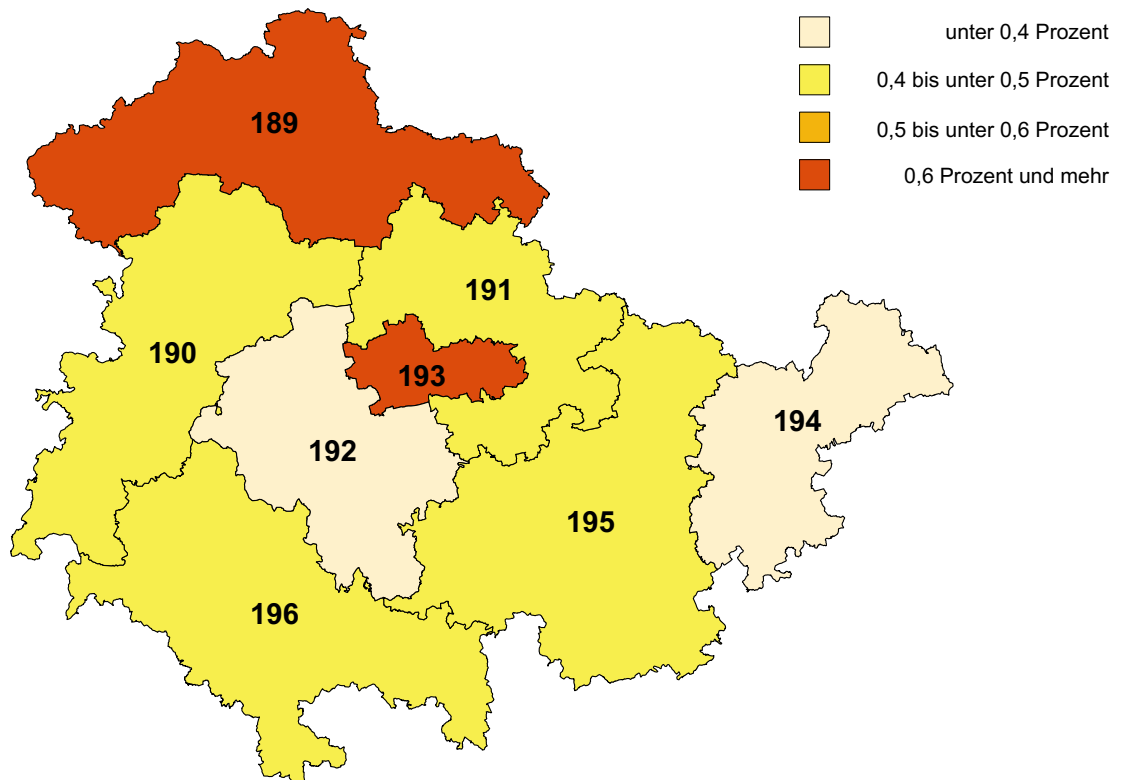 unter 0,4 Prozent
0,4 bis unter 0,5 Prozent
0,5 bis unter 0,6 Prozent
0,6 Prozent und mehr
189
191
190
193
194
192
195
196